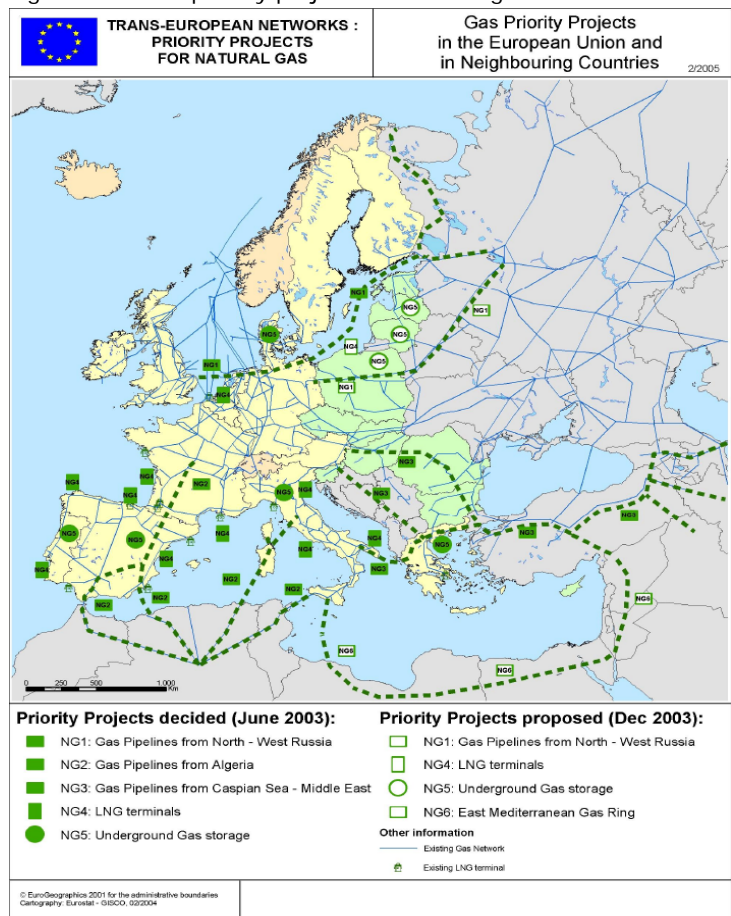 TRANS-EUROPEAN NETWORKS :
PRIORITY PROJECTS
FOR NATURAL GAS
Gas Priority Projects
in the European Union and
in Neighbouring Countries
2/2005
NG1
NG5
NG5
NG5
NG4
NG1
NG5
NG1
NG4
NG1
NG3
NG4
NG4
NG2
NG4
NG5
NG4
NG3
NG3
NG3
NG5
NG5
NG4
NG4
NG4
NG5
NG4
NG4
NG3
NG2
NG2
NG2
NG2
NG6
NG6
NG6
0 250 500 1.000
Km
Priority Projects decided (June 2003):
NG1: Gas Pipelines from North - West Russia
NG2: Gas Pipelines from Algeria
NG3: Gas Pipelines from Caspian Sea - Middle East
NG4: LNG terminals
NG5: Underground Gas storage
Priority Projects proposed (Dec 2003):
NG1: Gas Pipelines from North - West Russia
NG4: LNG terminals
NG5: Underground Gas storage
NG6: East Mediterranean Gas Ring
Other information
Existing Gas Network
Existing LNG terminal
© EuroGeographics 2001 for the administrative boundaries
Cartography: Eurostat - GISCO, 02/2004